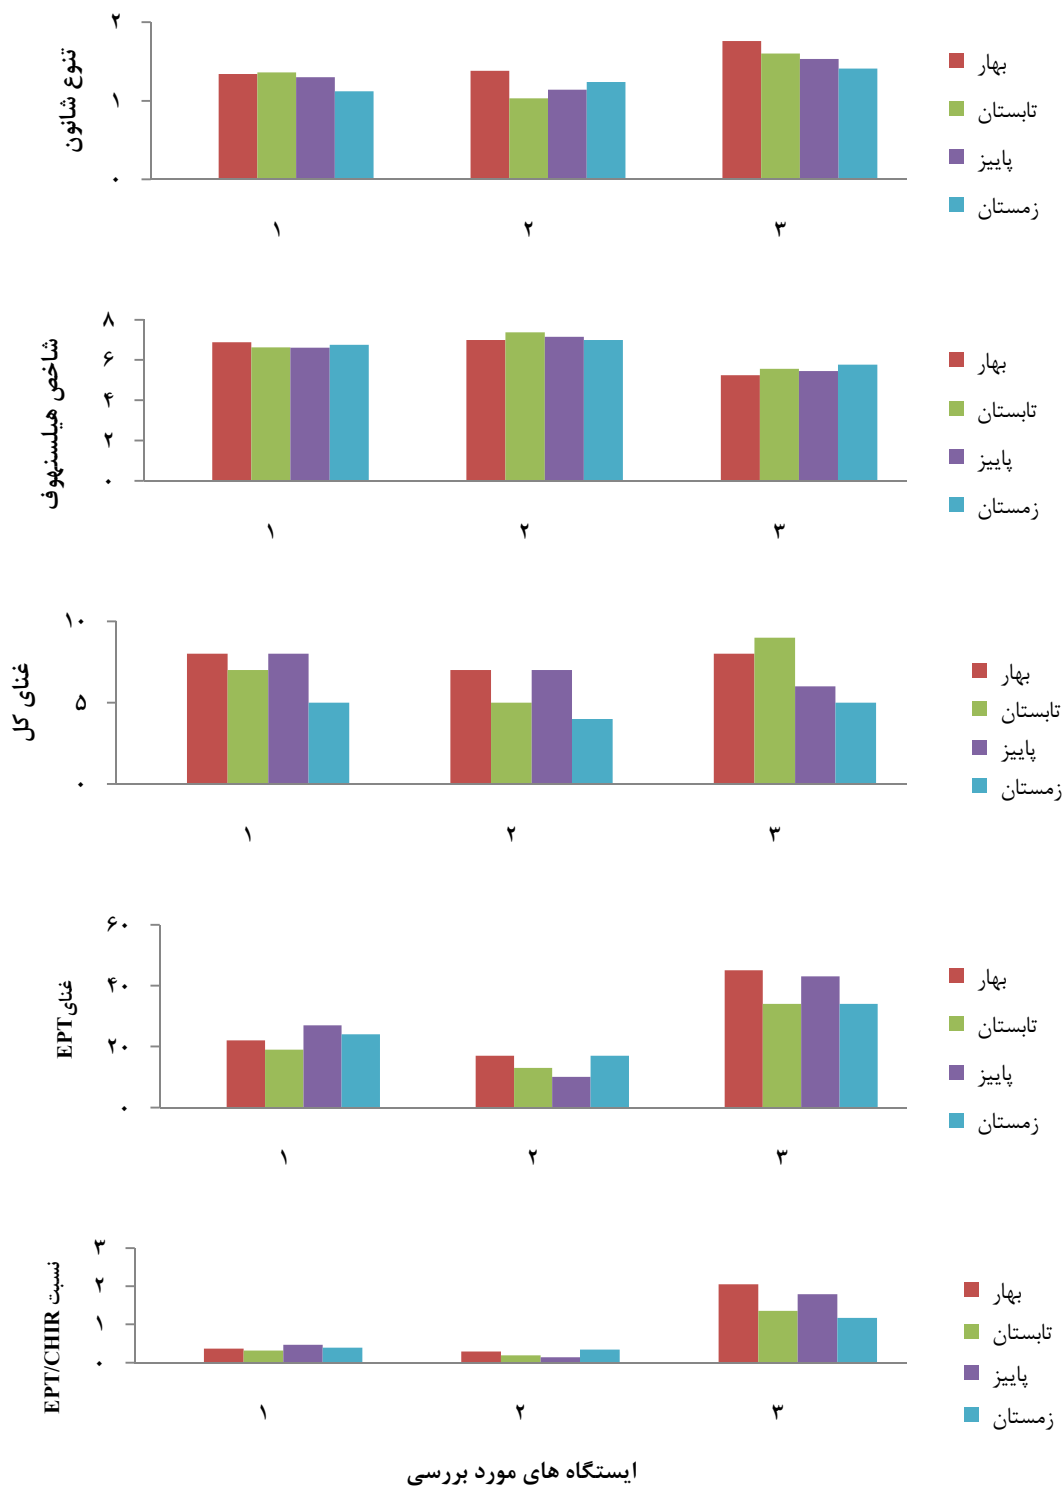 تنوع شانون
۲
۱
۰
۱
۲
۳
بهار
تابستان
پاییز
زمستان
شاخص هیلسنهوف
۸
۶
۴
۲
۰
۱
۲
۳
بهار
تابستان
پاییز
زمستان
غنای کل
۱۰
۵
۰
۱
۲
۳
بهار
تابستان
پاییز
زمستان
غنایEPT
۶۰
۴۰
۲۰
۰
۱
۲
۳
بهار
تابستان
پاییز
زمستان
نسبت EPT/CHIR
۳
۲
۱
۰
۱
۲
۳
بهار
تابستان
پاییز
زمستان
ایستگاه های مورد بررسی